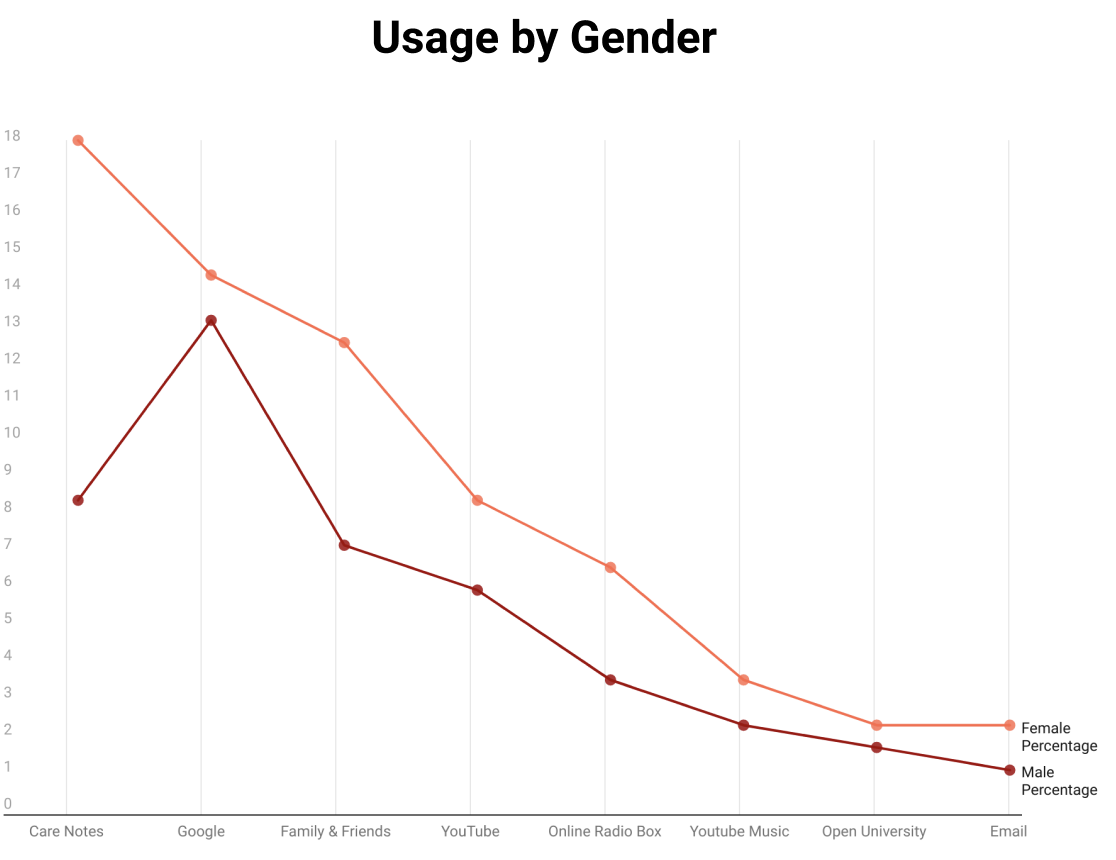 Usage by Gender
18
17
16
15
14
13
12
11
10
9
8
7
6
5
4
3
2
1
0
Female
Percentage
Male
Percentage
Care Notes
Google
Family & Friends
YouTube
Online Radio Box
Youtube Music
Open University
Email